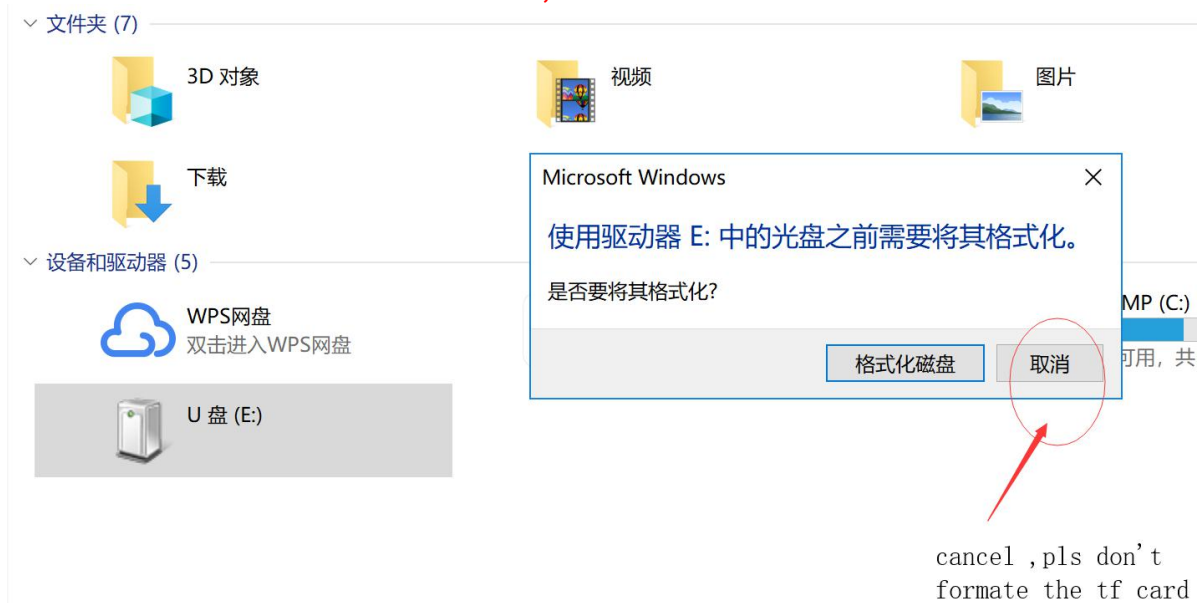 文件夹 (7)
3D 对象
视频
图片
下载
Microsoft Windows
使用驱动器 E: 中的光盘之前需要将其格式化。
是否要将其格式化?
格式化磁盘
取消
设备和驱动器 (5)
WPS网盘
双击进入WPS网盘
MP (C:)
可用, 共
U 盘 (E:)
cancel ,pls don't
formate the tf card